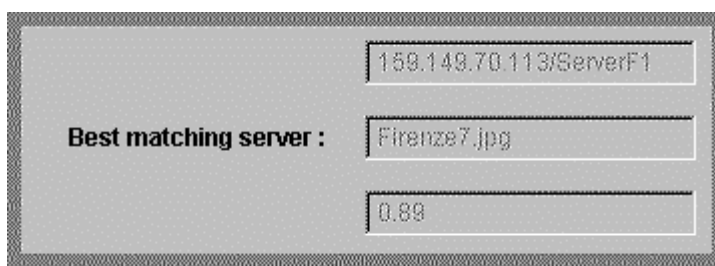 159.149.70.113/ServerF1
Best matching server :
Firenze7.jpg
0.89